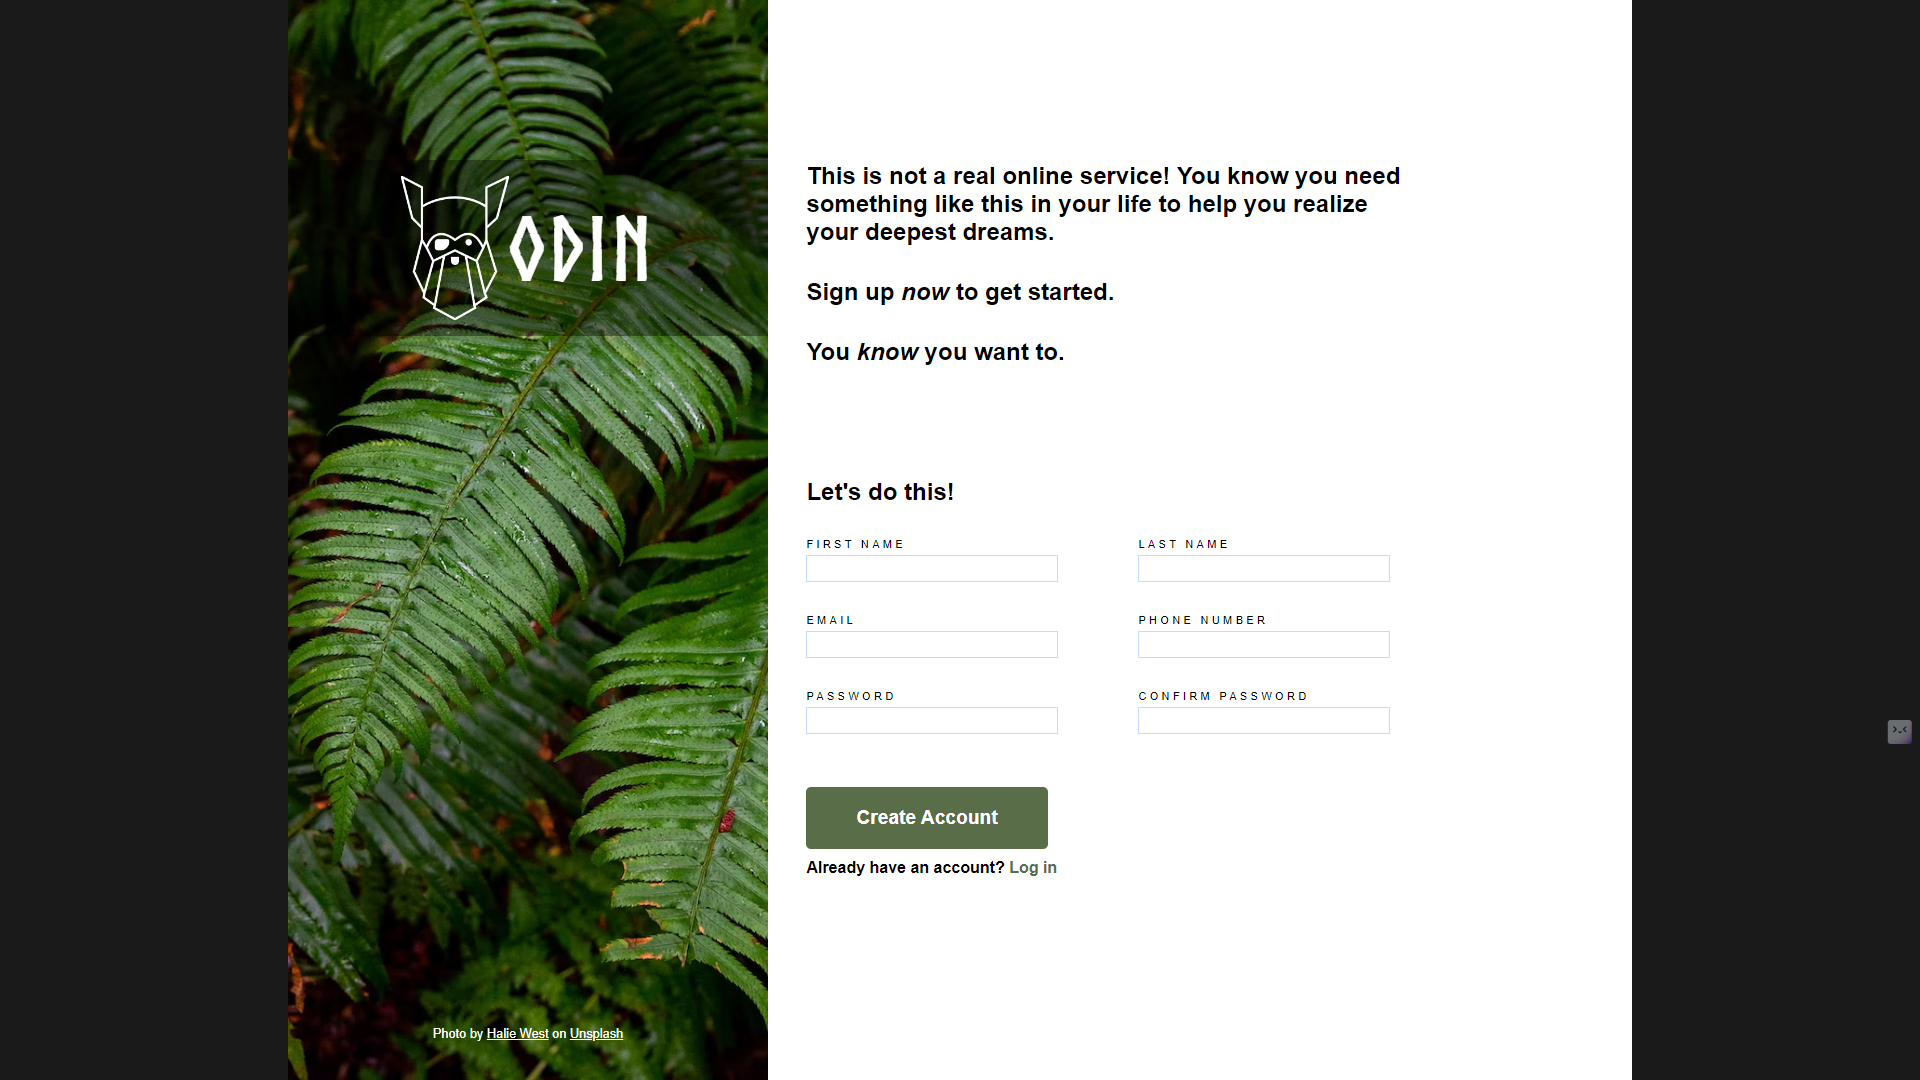 ODIN
This is not a real online service! You know you need
something like this in your life to help you realize
your deepest dreams.
Sign up now to get started.
You know you want to.
Let's do this!
FIRST NAME
LAST NAME
EMAIL
PHONE NUMBER
PASSWORD
CONFIRM PASSWORD
Create Account
Already have an account? Log in
Photo by Halie West on Unsplash